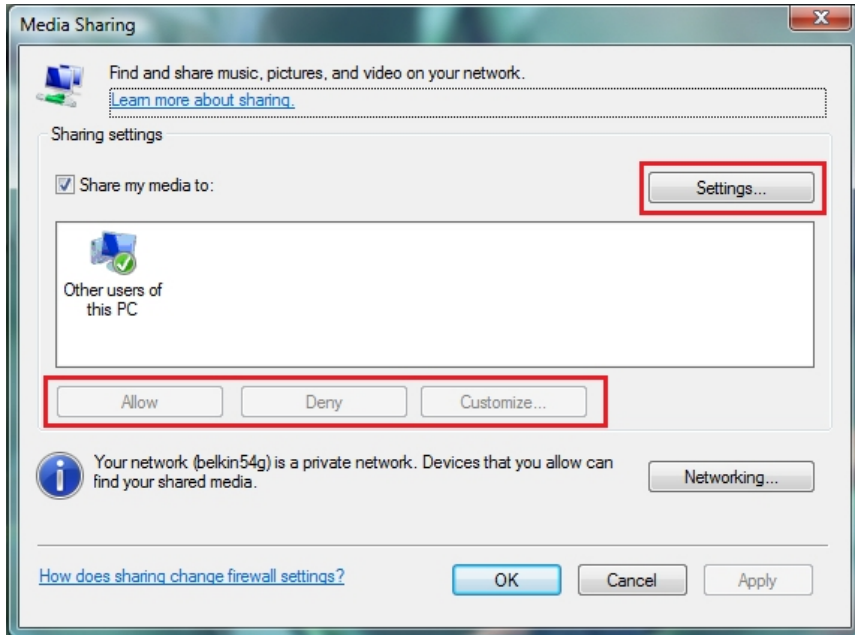 Media Sharing
Find and share music, pictures, and video on your network.
Learn more about sharing.
Sharing settings
Share my media to:
Settings...
Other users of
this PC
Allow
Deny
Customize...
Your network (belkin54g) is a private network. Devices that you allow can
find your shared media.
Networking...
How does sharing change firewall settings?
OK
Cancel
Apply